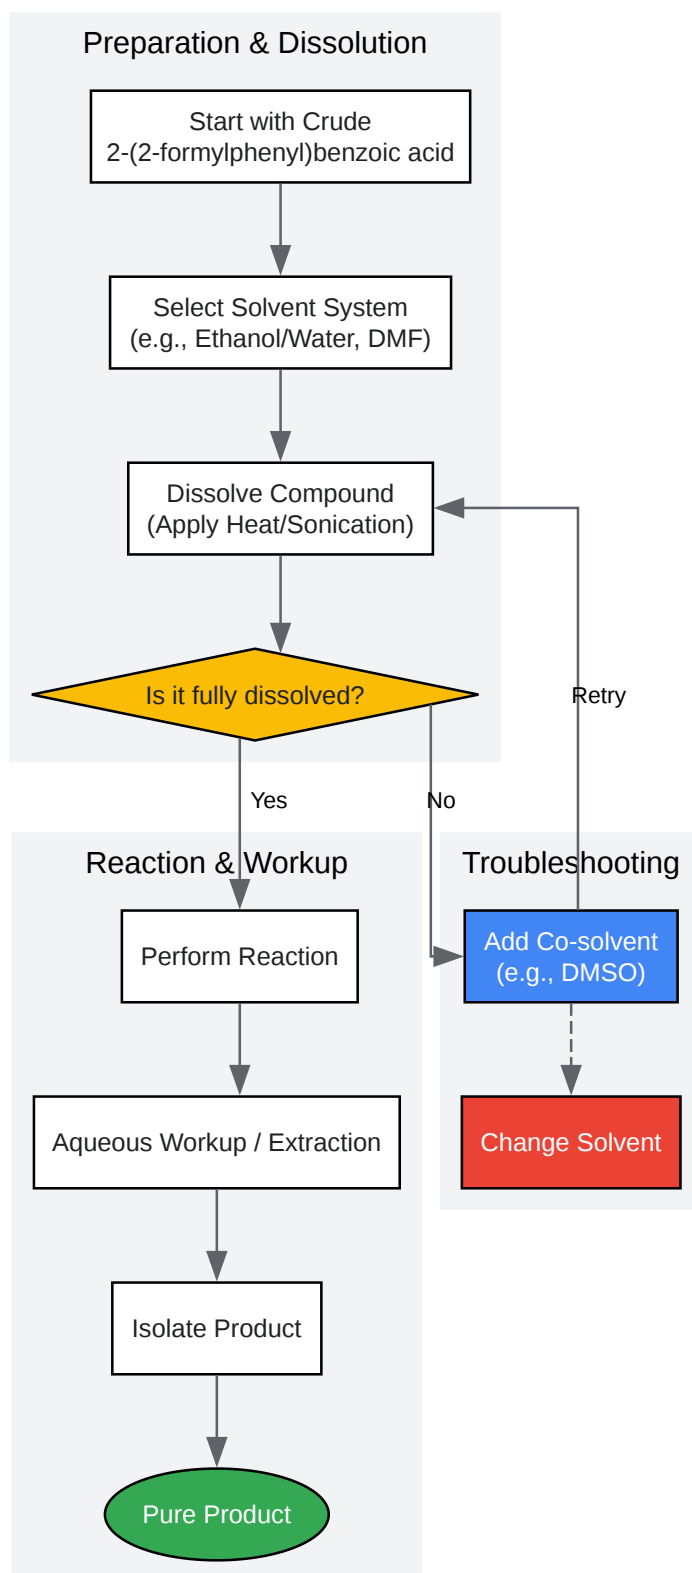 Preparation & Dissolution
Start with Crude
2-(2-formylphenyl)benzoic acid
Select Solvent System
(e.g., Ethanol/Water, DMF)
Dissolve Compound
(Apply Heat/Sonication)
Is it fully dissolved?
Retry
Yes
No
Reaction & Workup
Troubleshooting
Perform Reaction
Add Co-solvent
(e.g., DMSO)
Aqueous Workup / Extraction
Change Solvent
Isolate Product
Pure Product